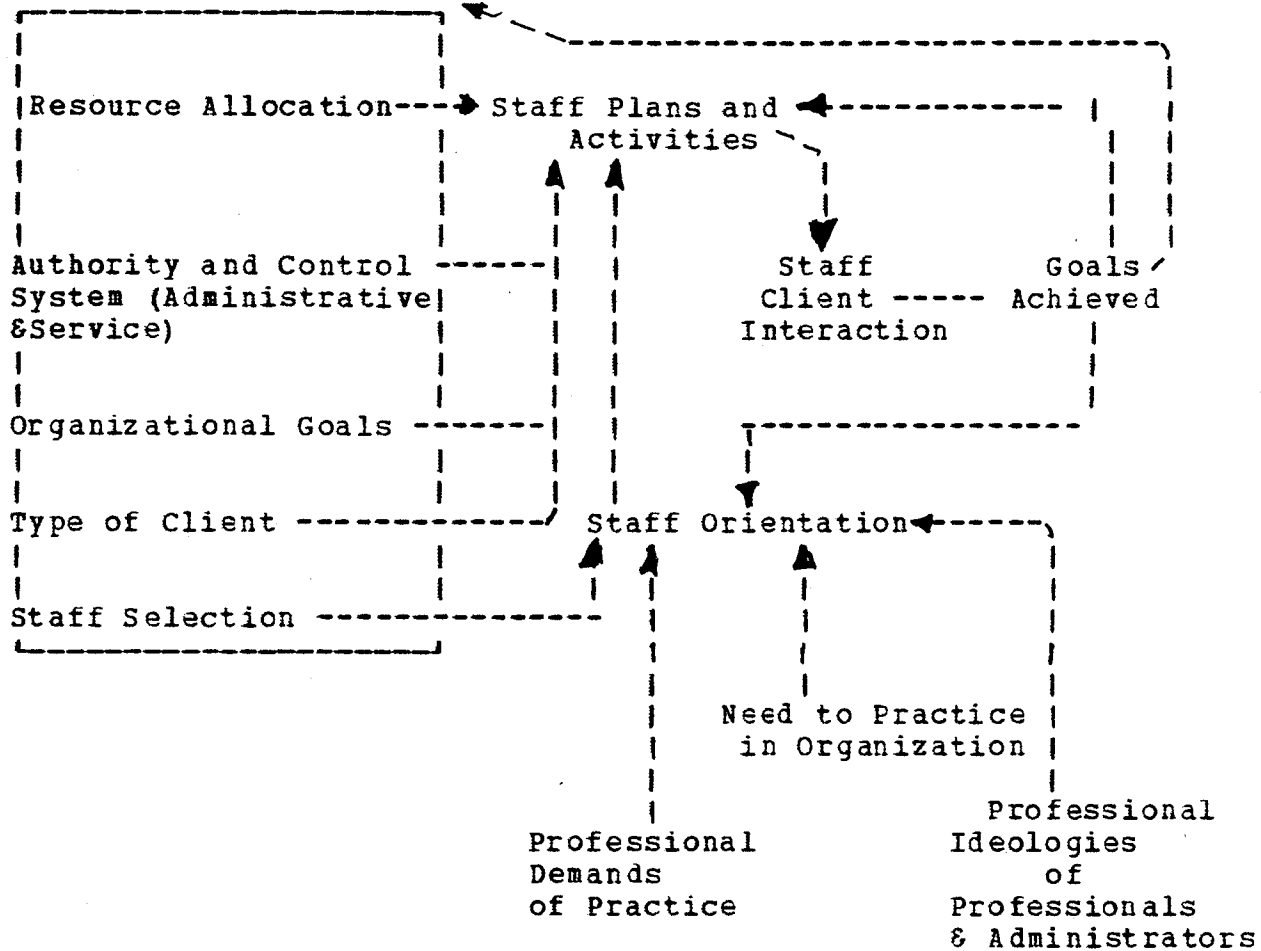 Resource Allocation
Staff Plans and
Activities
Authority and Control
System (Administrative
&Service)
Staff
Client
Interaction
Goals
Achieved
Organizational Goals
Type of Client
Staff Orientation
Staff Selection
Need to Practice
in Organization
Professional
Demands
of Practice
Professional
Ideologies
of
Professionals
& Administrators